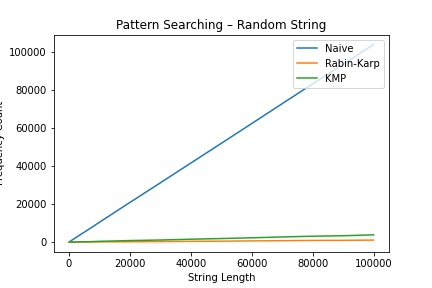 Pattern Searching – Random String
Naive
Rabin-Karp
KMP
100000
80000
60000
40000
20000
0
0 20000 40000 60000 80000 100000
String Length
Count